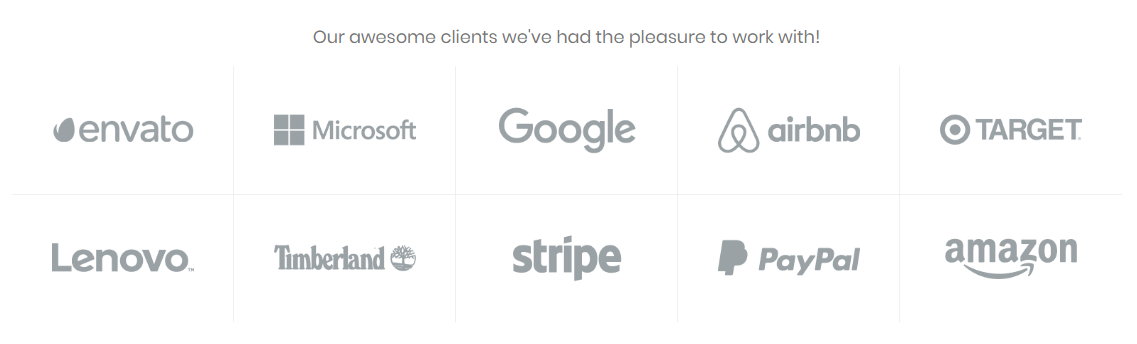 Our awesome clients we've had the pleasure to work with!
envato Microsoft Google airbnb TARGET.
Lenovo™ Timberland stripe PayPal amazon